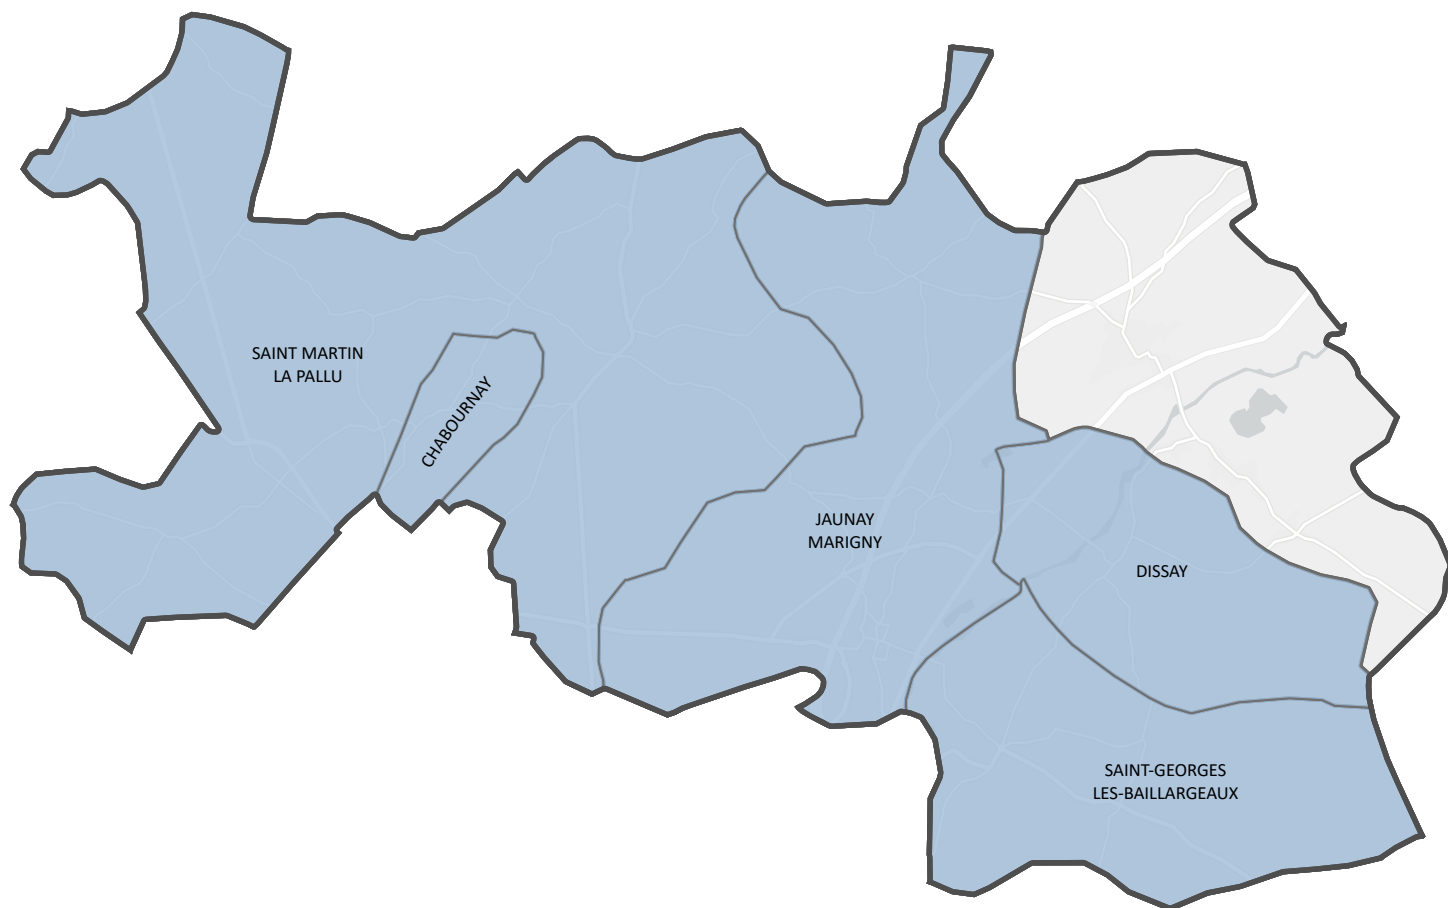 SAINT MARTIN
LA PALLU
CHABOURNAY
JAUNAY
MARIGNY
DISSAY
SAINT-GEORGES
LES-BAILLARGEAUX